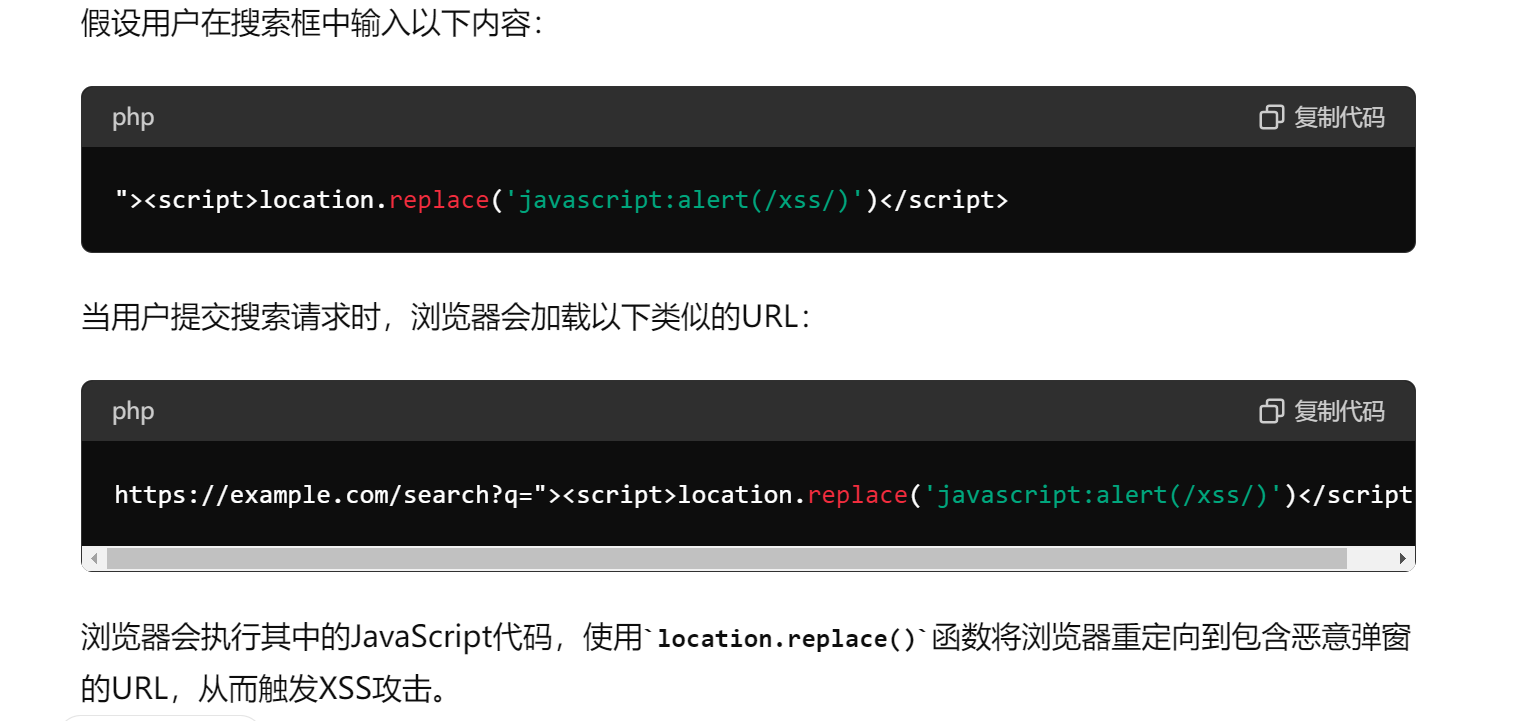 假设用户在搜索框中输入以下内容：
php
复制代码
"><script>location.replace('javascript:alert(/xss/)')</script>
当用户提交搜索请求时，浏览器会加载以下类似的URL：
php
复制代码
https://example.com/search?q="><script>location.replace('javascript:alert(/xss/)')</script
浏览器会执行其中的JavaScript代码，使用`location.replace()`函数将浏览器重定向到包含恶意弹窗
的URL，从而触发XSS攻击。